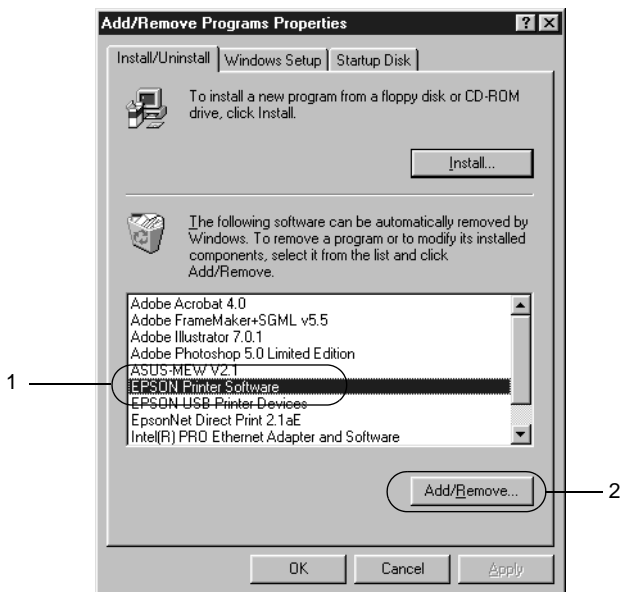 Add/Remove Programs Properties
Install/Uninstall
Windows Setup
Startup Disk
To install a new program from a floppy disk or CD-ROM
drive, click Install.
Install...
The following software can be automatically removed by
Windows. To remove a program or to modify its installed
components, select it from the list and click
Add/Remove.
Adobe Acrobat 4.0
Adobe FrameMaker+SGML v5.5
Adobe Illustrator 7.0.1
Adobe Photoshop 5.0 Limited Edition
ASUS-MEW V2.1
1
EPSON Printer Software
EPSON USB Printer Devices
EpsonNet Direct Print 2.1aE
Intel(R) PRO Ethernet Adapter and Software
Add/Remove...
2
OK
Cancel
Apply